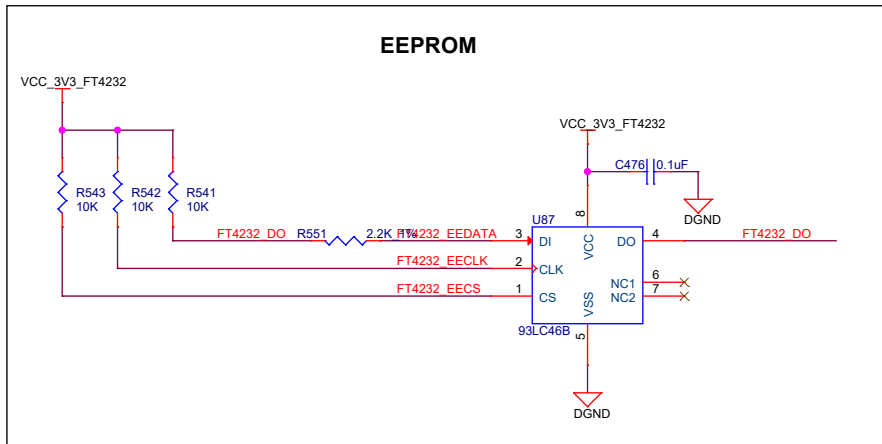 EEPROM
VCC_3V3_FT4232
VCC_3V3_FT4232
C476 0.1uF
DGND
R543
10K
R542
10K
R541
10K
U87
8
VCC
FT4232_DO
R551
2.2K_1%
FT4232_EEDATA
3
DI
DO
4
FT4232_DO
FT4232_EECLK
2
CLK
NC1
6
FT4232_EECS
1
CS
NC2
7
VSS
93LC46B
5
DGND